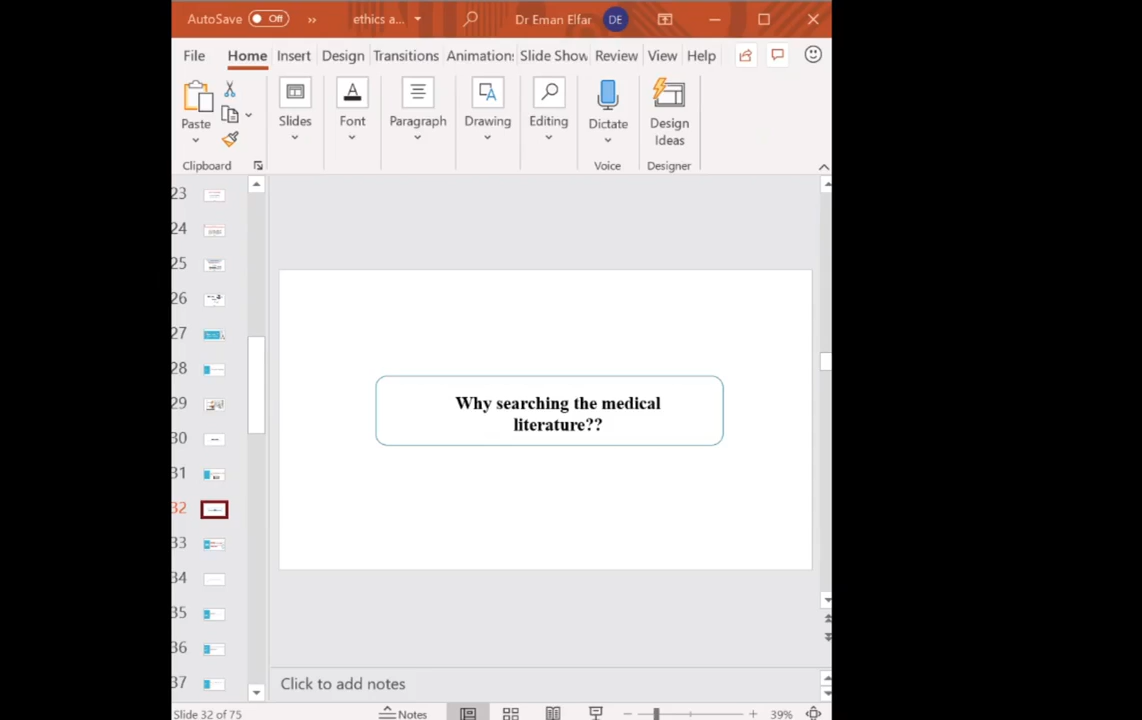 AutoSave Off » ethics a... Dr Eman Elfar DE
File Home Insert Design Transitions Animation: Slide Show Review View Help
Paste Slides Font Paragraph Drawing Editing Dictate Design Ideas
Clipboard Voice Designer
23
24
25
26
27
28
29
30
31
32
33
34
35
36
37
Why searching the medical
literature??
Click to add notes
Slide 32 of 75 Notes 39%